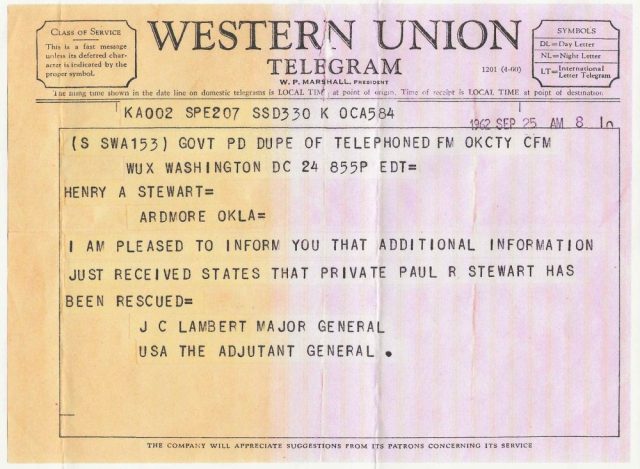 CLASS OF SERVICE
This is a fast message
unless its deferred char-
acter is indicated by the
proper symbol.
WESTERN UNION
TELEGRAM
W. P. MARSHALL, PRESIDENT
1201 (4-60)
SYMBOLS
DL=Day Letter
NL=Night Letter
LT=International Letter Telegram
The filing time shown in the date line on domestic telegrams is LOCAL TIME at point of origin. Time of receipt is LOCAL TIME at point of destination
KA002 SPE207 SSD330 K OCA584
1962 SEP 25 AM 8
(S SWA153) GOVT PD DUPE OF TELEPHONED FM OKCTY CFM
WUX WASHINGTON DC 24 855P EDT=
HENRY A STEWART=
ARDMORE OKLA=
I AM PLEASED TO INFORM YOU THAT ADDITIONAL INFORMATION
JUST RECEIVED STATES THAT PRIVATE PAUL R STEWART HAS
BEEN RESCUED=
J C LAMBERT MAJOR GENERAL
USA THE ADJUTANT GENERAL .
THE COMPANY WILL APPRECIATE SUGGESTIONS FROM ITS PATRONS CONCERNING ITS SERVICE